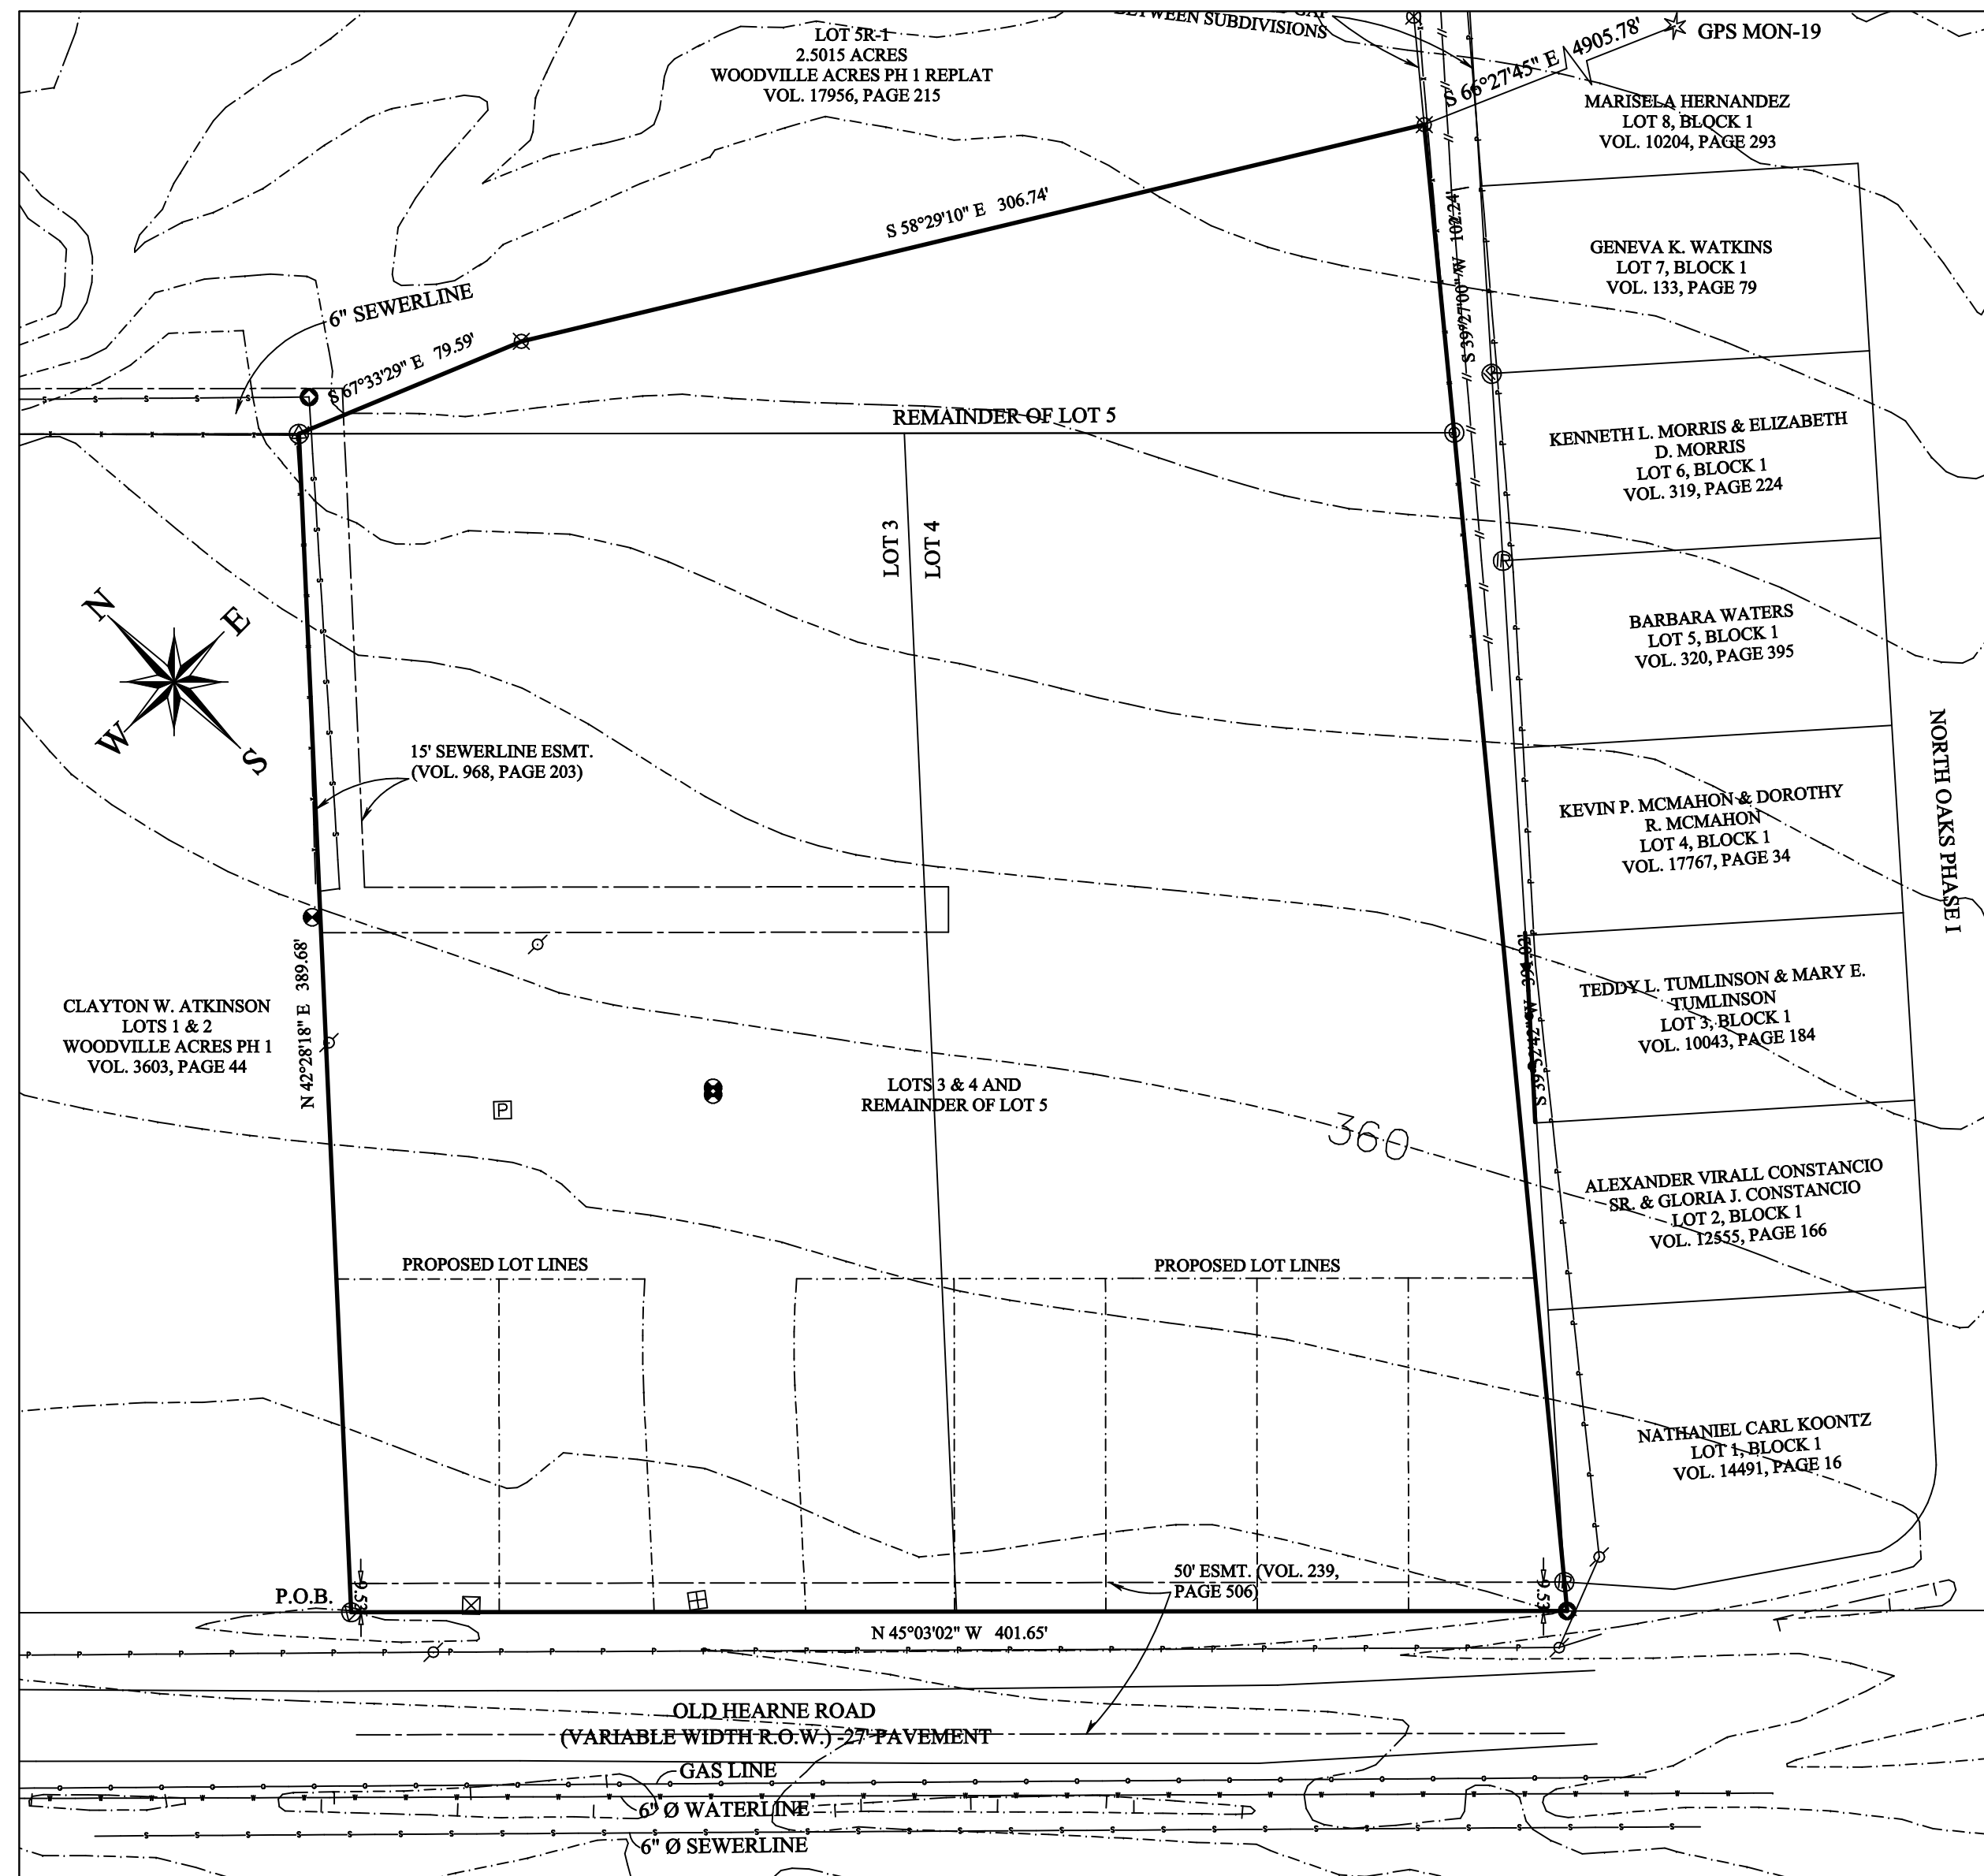 BETWEEN SUBDIVISIONS
LOT 5R-1
2.5015 ACRES
WOODVILLE ACRES PH 1 REPLAT
VOL. 17956, PAGE 215
S 66°27'45" E 4905.78'
GPS MON-19
MARISELA HERNANDEZ
LOT 8, BLOCK 1
VOL. 10204, PAGE 293
S 58°29'10" E 306.74'
S 39°27'00" W 102.24'
GENEVA K. WATKINS
LOT 7, BLOCK 1
VOL. 133, PAGE 79
6" SEWERLINE
S 67°33'29" E 79.59'
REMAINDER OF LOT 5
KENNETH L. MORRIS & ELIZABETH
D. MORRIS
LOT 6, BLOCK 1
VOL. 319, PAGE 224
LOT 3
LOT 4
N
E
W
S
BARBARA WATERS
LOT 5, BLOCK 1
VOL. 320, PAGE 395
15' SEWERLINE ESMT.
(VOL. 968, PAGE 203)
NORTH OAKS PHASE I
KEVIN P. MCMAHON & DOROTHY
R. MCMAHON
LOT 4, BLOCK 1
VOL. 17767, PAGE 34
N 42°28'18" E 389.68'
CLAYTON W. ATKINSON
LOTS 1 & 2
WOODVILLE ACRES PH 1
VOL. 3603, PAGE 44
TEDDY L. TUMLINSON & MARY E.
TUMLINSON
LOT 3, BLOCK 1
VOL. 10043, PAGE 184
P
LOTS 3 & 4 AND
REMAINDER OF LOT 5
360
ALEXANDER VIRALL CONSTANCIO
SR. & GLORIA J. CONSTANCIO
LOT 2, BLOCK 1
VOL. 12555, PAGE 166
PROPOSED LOT LINES
PROPOSED LOT LINES
NATHANIEL CARL KOONTZ
LOT 1, BLOCK 1
VOL. 14491, PAGE 16
50' ESMT. (VOL. 239,
PAGE 506)
P.O.B.
9.53'
9.53'
N 45°03'02" W 401.65'
OLD HEARNE ROAD
(VARIABLE WIDTH R.O.W.) -27' PAVEMENT
GAS LINE
6" Ø WATERLINE
6" Ø SEWERLINE